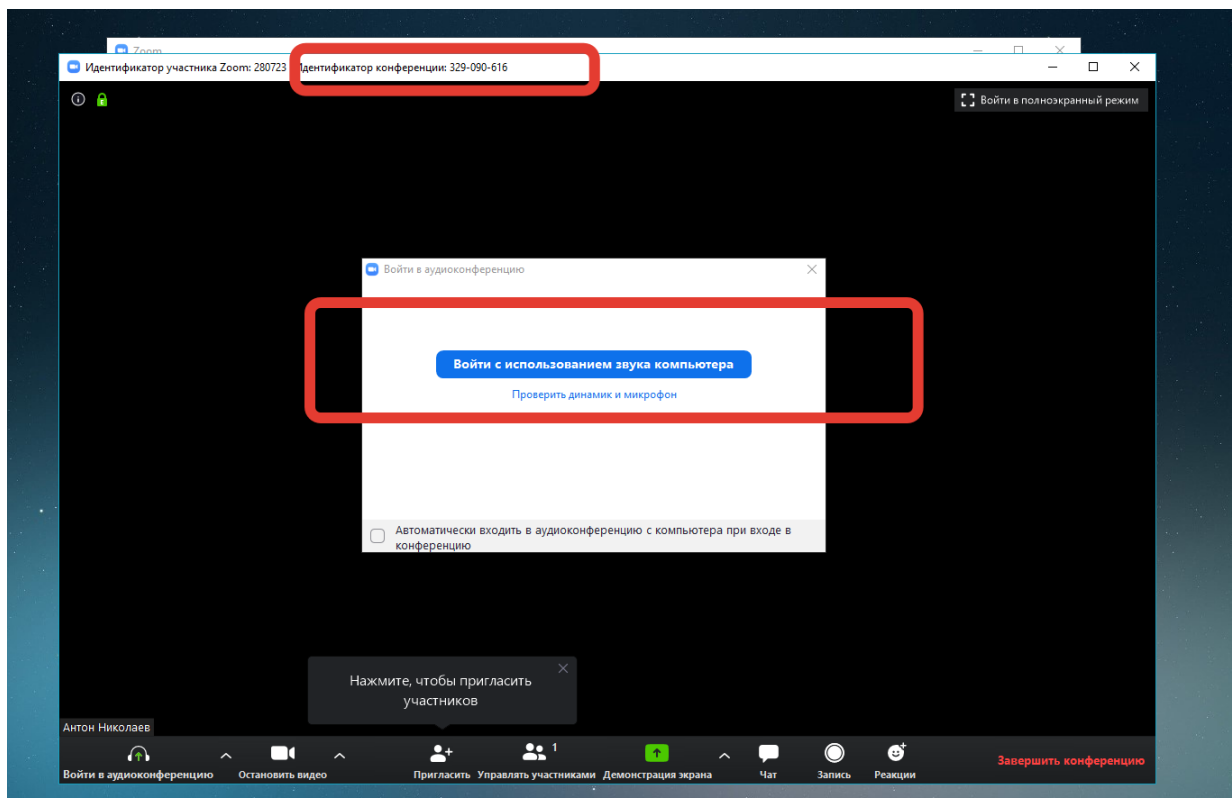 Zoom
Идентификатор участника Zoom: 280723
Идентификатор конференции: 329-090-616
Войти в полноэкранный режим
Войти в аудиоконференцию
Войти с использованием звука компьютера
Проверить динамик и микрофон
Автоматически входить в аудиоконференцию с компьютера при входе в
конференцию
Нажмите, чтобы пригласить
участников
Антон Николаев
1
Войти в аудиоконференцию
Остановить видео
Пригласить
Управлять участниками
Демонстрация экрана
Чат
Запись
Реакции
Завершить конференцию